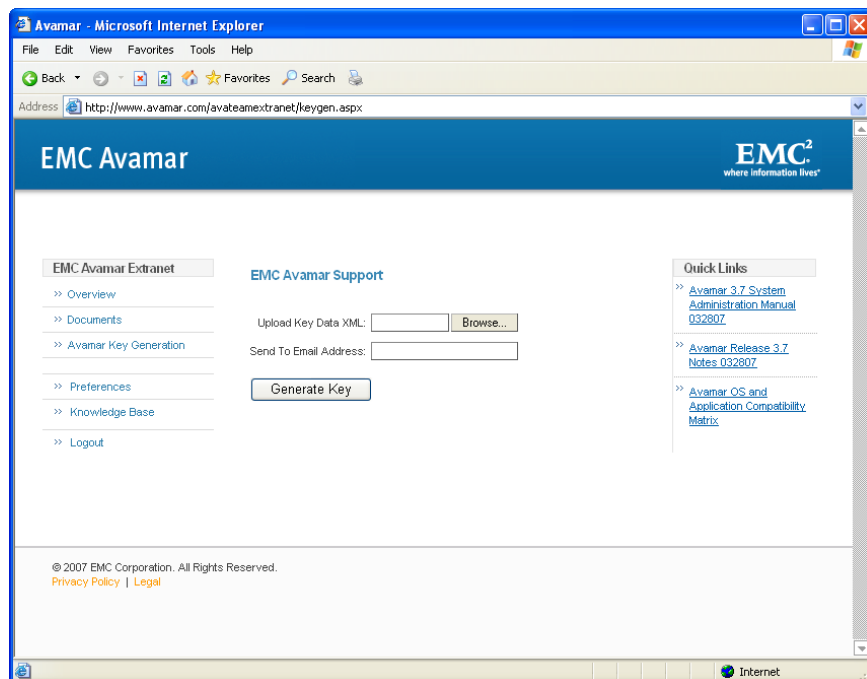 Avamar - Microsoft Internet Explorer
File Edit View Favorites Tools Help
Back Favorites Search
Address http://www.avamar.com/avateamextranet/keygen.aspx
EMC Avamar
EMC²
where information lives®
EMC Avamar Extranet
>> Overview
>> Documents
>> Avamar Key Generation
>> Preferences
>> Knowledge Base
>> Logout
EMC Avamar Support
Upload Key Data XML: Browse...
Send To Email Address:
Generate Key
Quick Links
>> Avamar 3.7 System
Administration Manual
032807
>> Avamar Release 3.7
Notes 032807
>> Avamar OS and
Application Compatibility
Matrix
© 2007 EMC Corporation. All Rights Reserved.
Privacy Policy | Legal
Internet